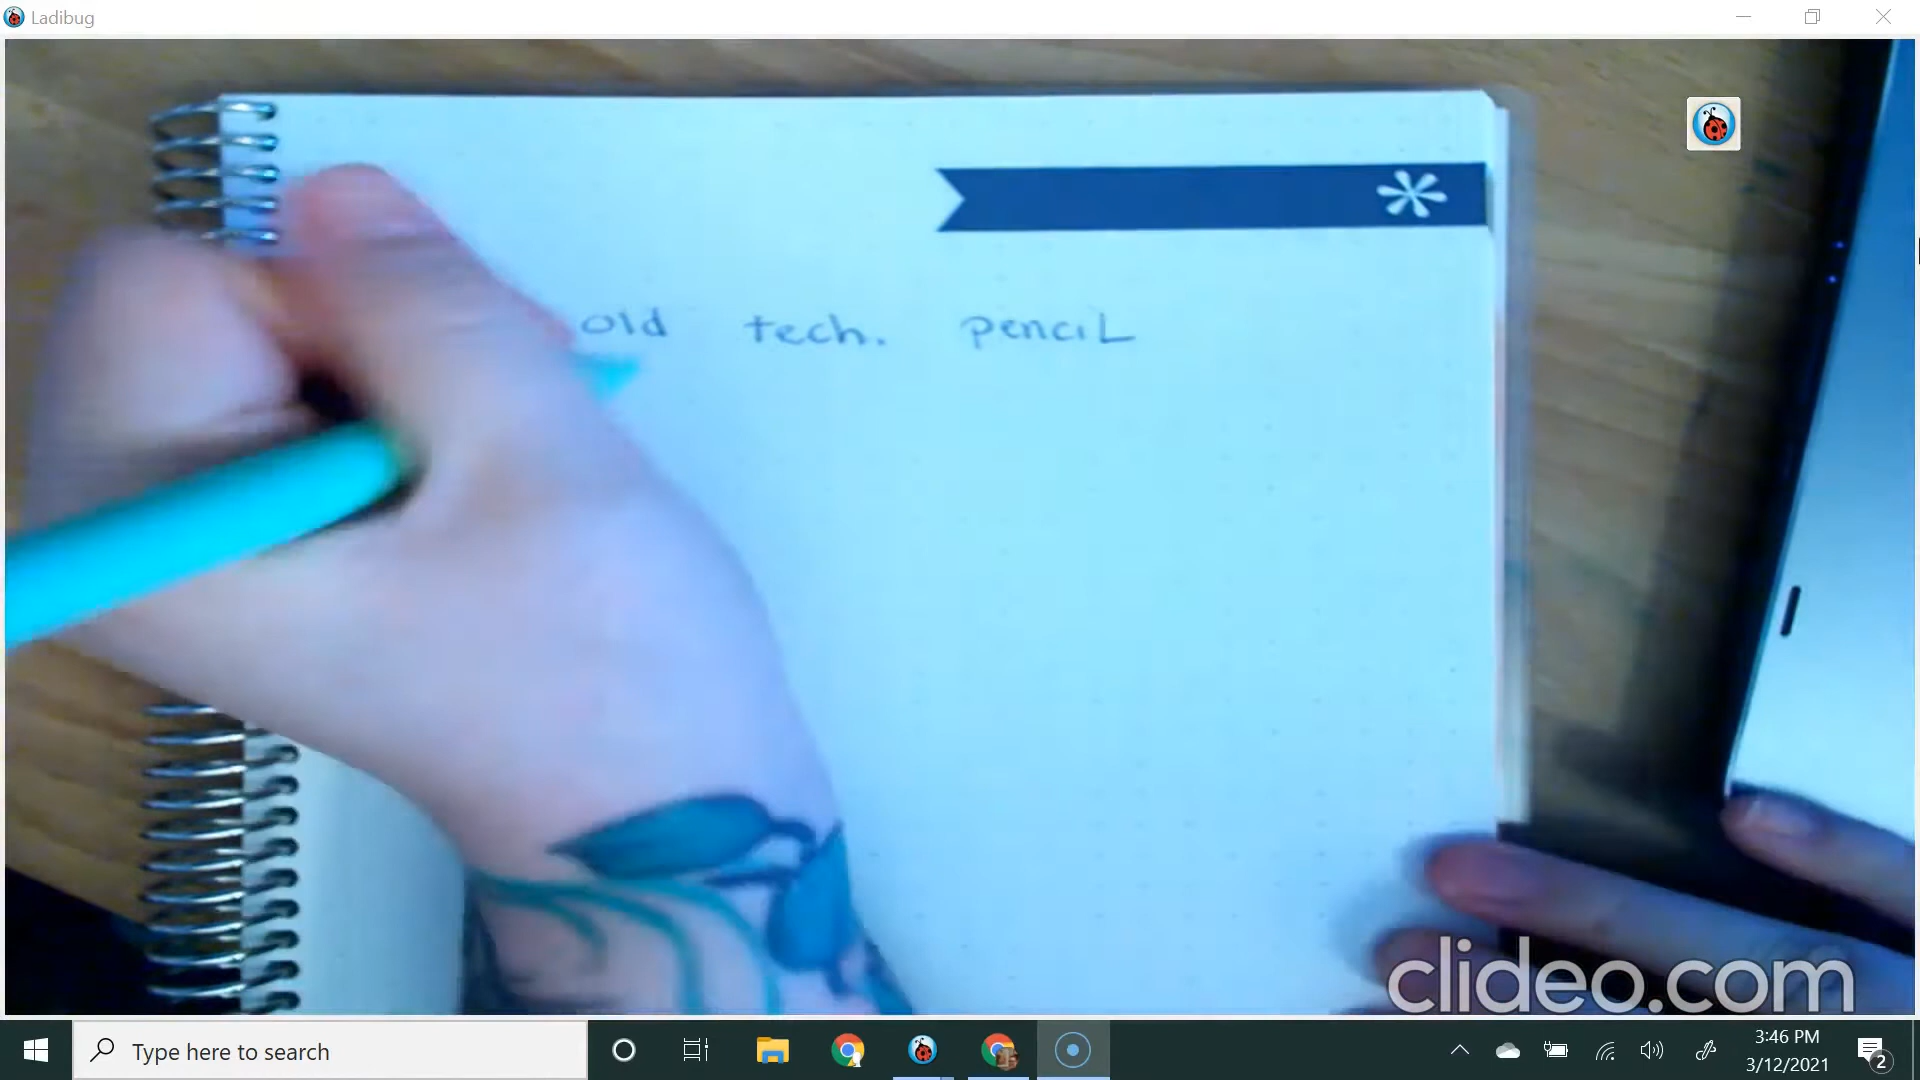 Ladibug
old tech. penciL
clideo.com
Type here to search
3:46 PM
3/12/2021
2